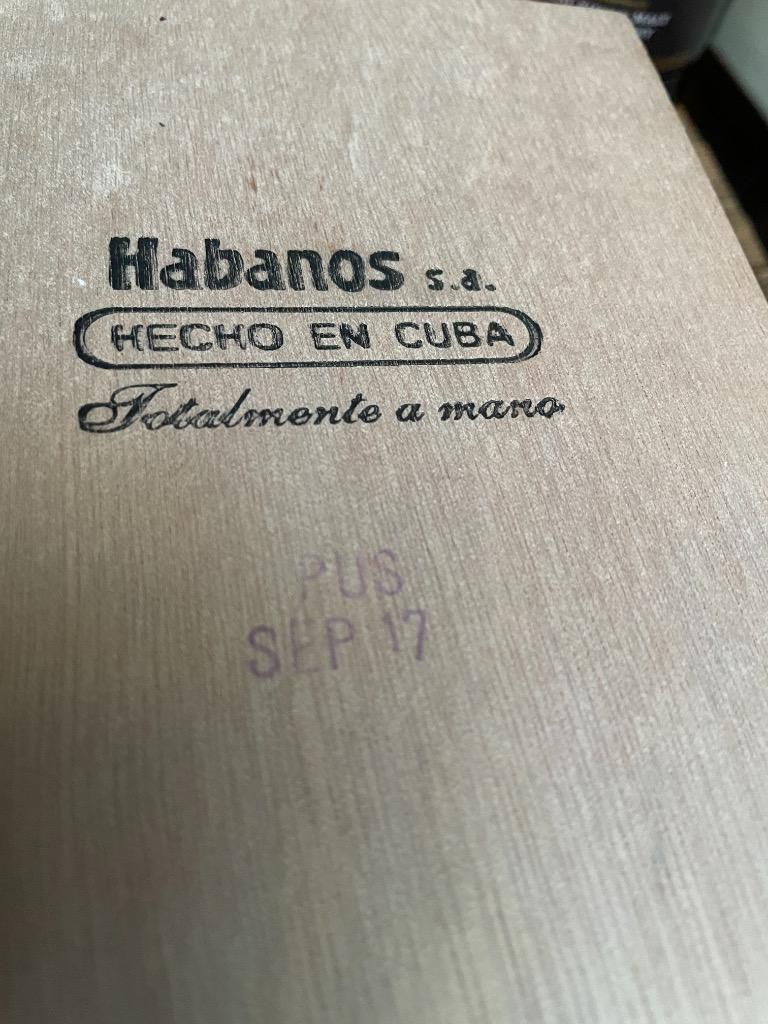 Habanos s.a.
HECHO EN CUBA
Totalmente a mano
PUS
SEP 17